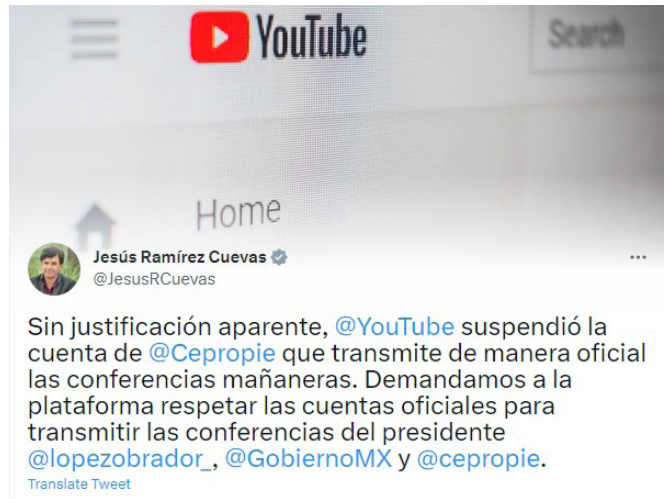 YouTube
Search
Home
Jesús Ramírez Cuevas
@JesusRCuevas
Sin justificación aparente, @YouTube suspendió la
cuenta de @Cepropie que transmite de manera oficial
las conferencias mañaneras. Demandamos a la
plataforma respetar las cuentas oficiales para
transmitir las conferencias del presidente
@lopezobrador_, @GobiernoMX y @cepropie.
Translate Tweet